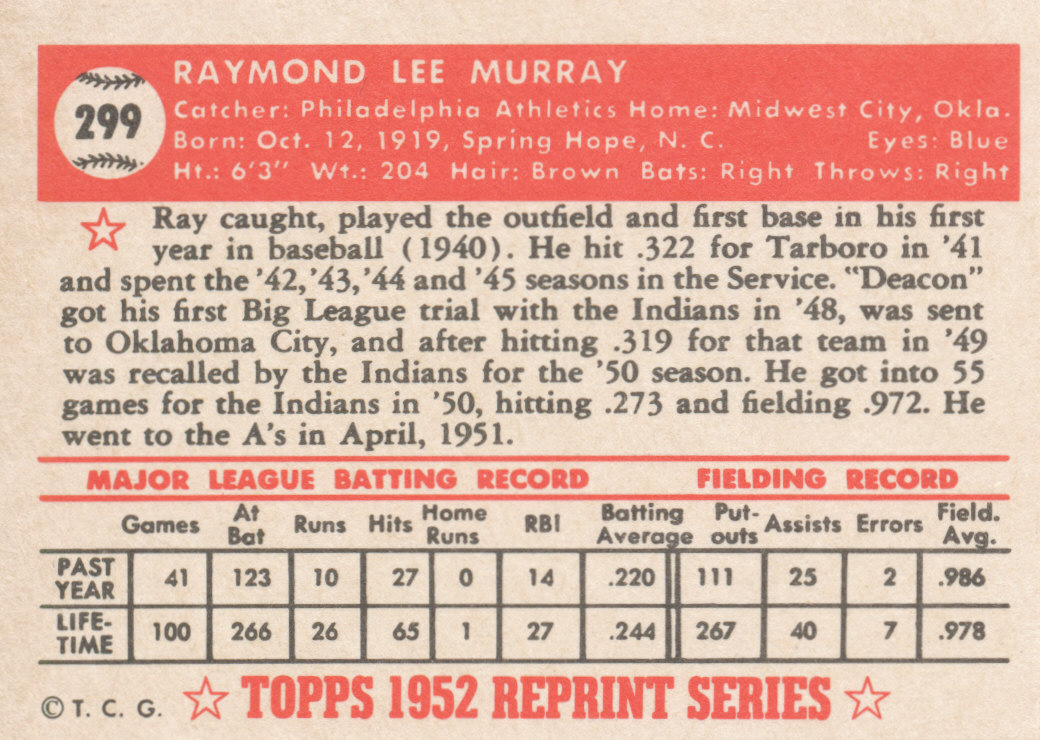 299
RAYMOND LEE MURRAY
Catcher: Philadelphia Athletics Home: Midwest City, Okla.
Born: Oct. 12, 1919, Spring Hope, N. C. Eyes: Blue
Ht.: 6'3" Wt.: 204 Hair: Brown Bats: Right Throws: Right
Ray caught, played the outfield and first base in his first
year in baseball (1940). He hit .322 for Tarboro in '41
and spent the '42,'43,'44 and '45 seasons in the Service. "Deacon"
got his first Big League trial with the Indians in '48, was sent
to Oklahoma City, and after hitting .319 for that team in '49
was recalled by the Indians for the '50 season. He got into 55
games for the Indians in '50, hitting .273 and fielding .972. He
went to the A's in April, 1951.
MAJOR LEAGUE BATTING RECORD FIELDING RECORD
Games At Bat Runs Hits Home Runs RBI Batting Average Put-outs Assists Errors Field. Avg.
PAST YEAR 41 123 10 27 0 14 .220 111 25 2 .986
LIFE-TIME 100 266 26 65 1 27 .244 267 40 7 .978
© T. C. G. TOPPS 1952 REPRINT SERIES